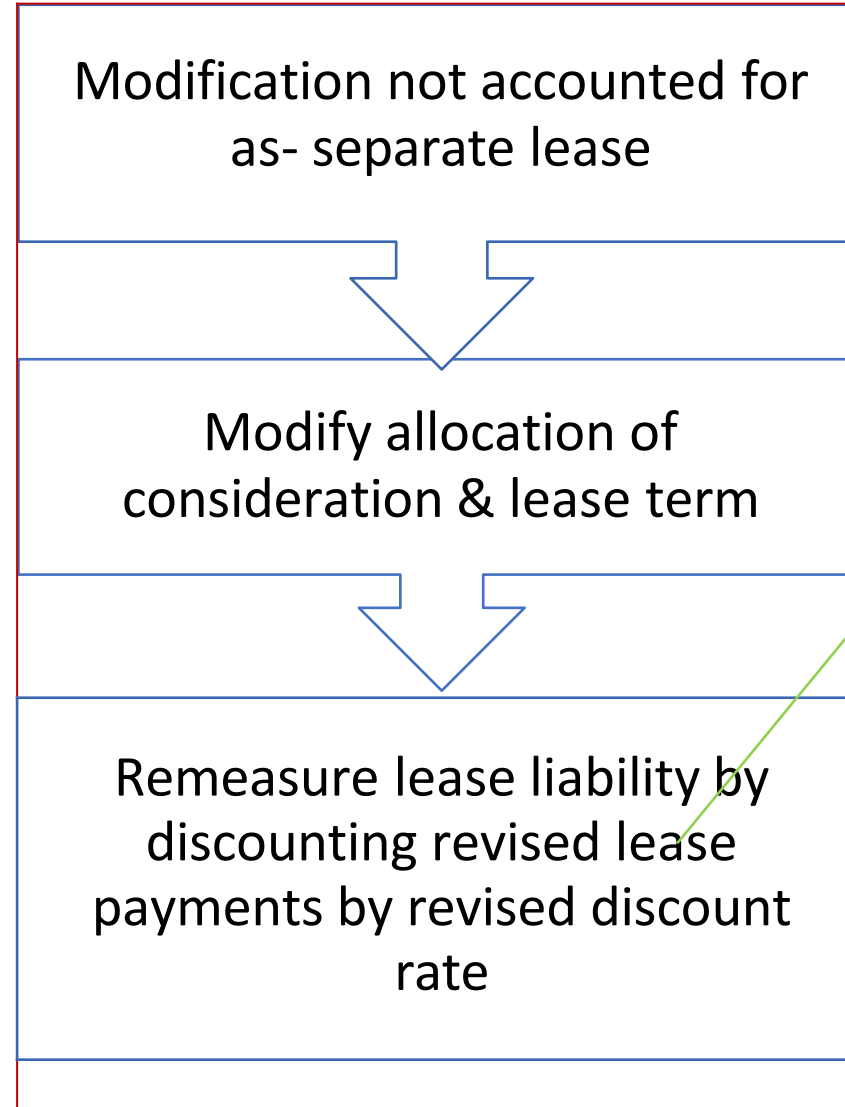 Modification not accounted for
as- separate lease
Modify allocation of
consideration & lease term
Remeasure lease liability by
discounting revised lease
payments by revised discount
rate